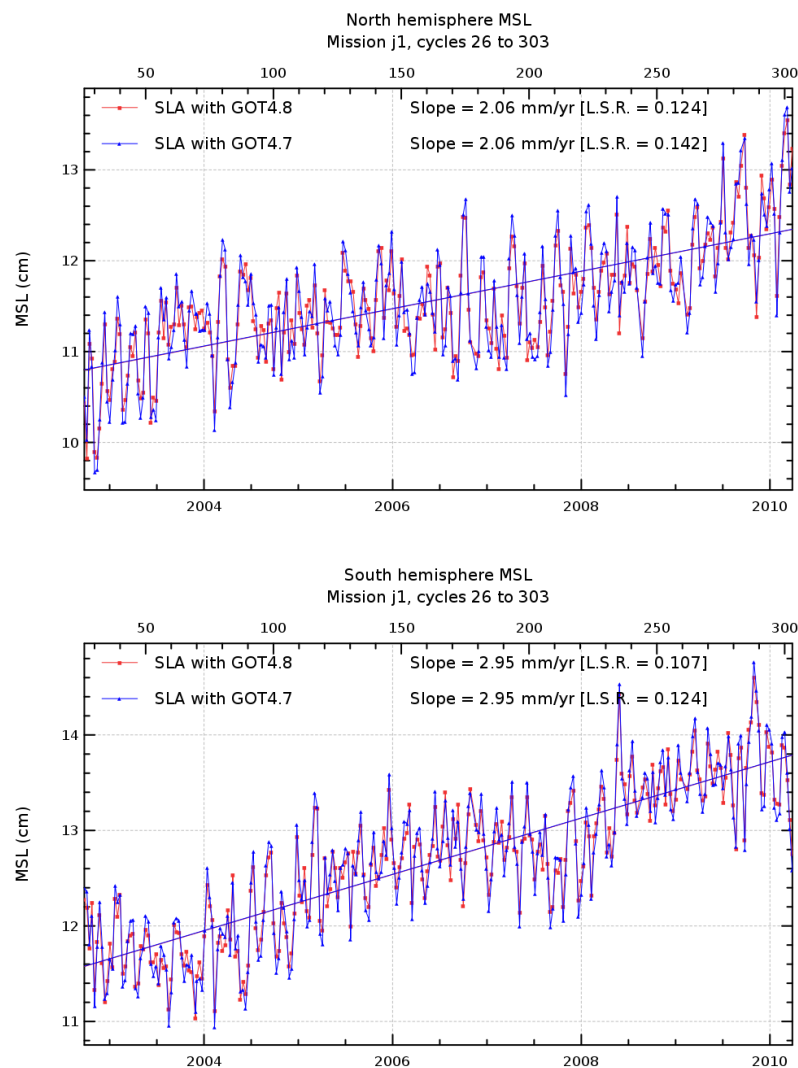 North hemisphere MSL
Mission j1, cycles 26 to 303
50 100 150 200 250 300
SLA with GOT4.8 Slope = 2.06 mm/yr [L.S.R. = 0.124]
SLA with GOT4.7 Slope = 2.06 mm/yr [L.S.R. = 0.142]
13
12
MSL (cm)
11
10
2004 2006 2008 2010
South hemisphere MSL
Mission j1, cycles 26 to 303
50 100 150 200 250 300
SLA with GOT4.8 Slope = 2.95 mm/yr [L.S.R. = 0.107]
SLA with GOT4.7 Slope = 2.95 mm/yr [L.S.R. = 0.124]
14
13
MSL (cm)
12
11
2004 2006 2008 2010